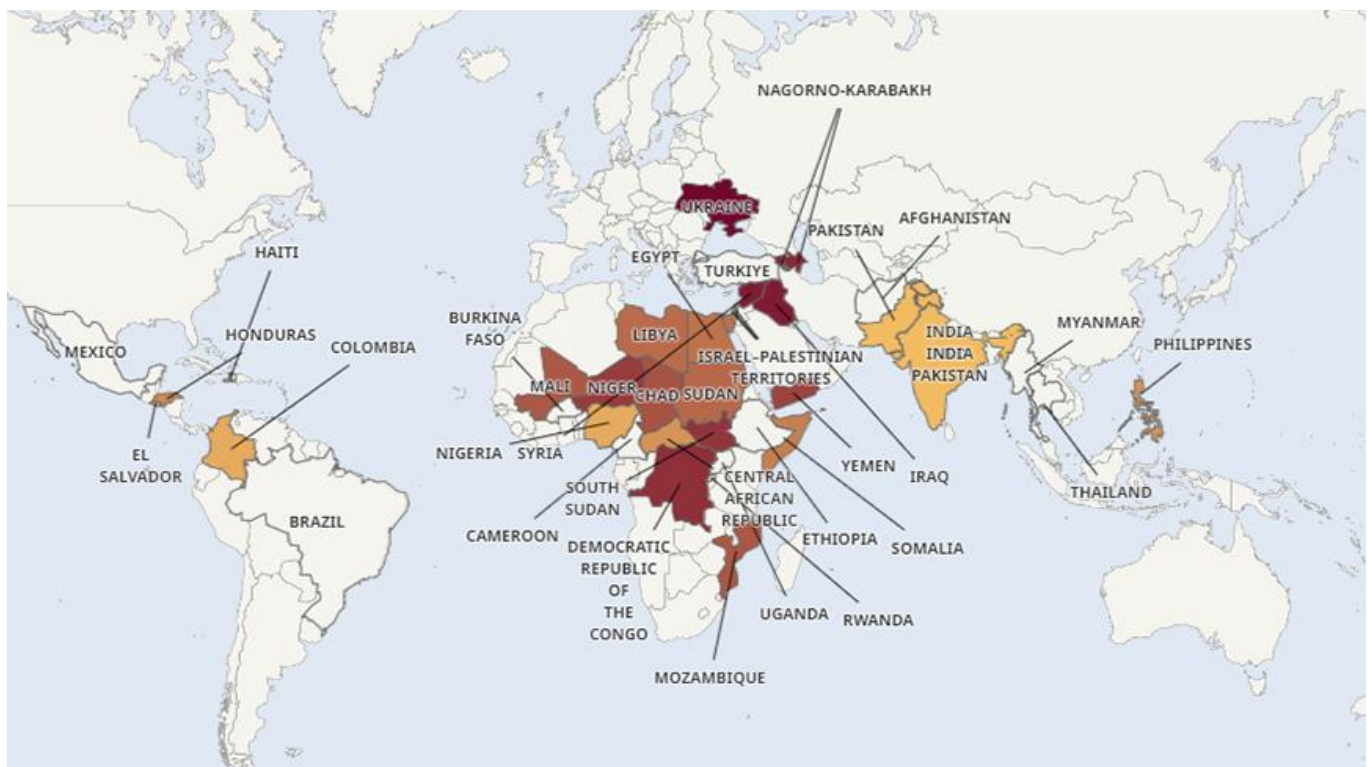 NAGORNO-KARABAKH
UKRAINE
AFGHANISTAN
PAKISTAN
HAITI
EGYPT
TURKIYE
BURKINA
FASO
HONDURAS
COLOMBIA
MEXICO
LIBYA
INDIA
INDIA
PAKISTAN
MYANMAR
PHILIPPINES
ISRAEL-PALESTINIAN
TERRITORIES
MALI
NIGER
CHAD
SUDAN
NIGERIA
SYRIA
EL
SALVADOR
YEMEN
IRAQ
SOUTH
SUDAN
CENTRAL
AFRICAN
REPUBLIC
THAILAND
BRAZIL
CAMEROON
ETHIOPIA
SOMALIA
DEMOCRATIC
REPUBLIC
OF
THE
CONGO
UGANDA
RWANDA
MOZAMBIQUE